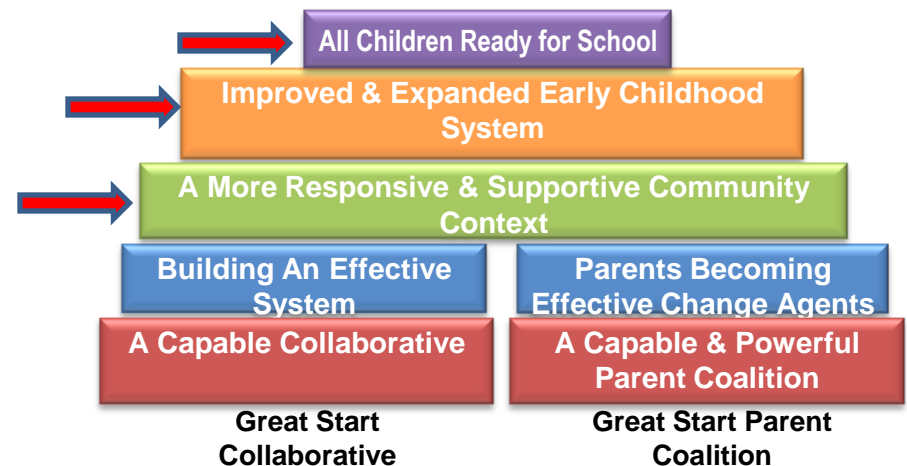 All Children Ready for School
Improved & Expanded Early Childhood
System
A More Responsive & Supportive Community
Context
Building An Effective
System
Parents Becoming
Effective Change Agents
A Capable Collaborative
A Capable & Powerful
Parent Coalition
Great Start
Collaborative
Great Start Parent
Coalition